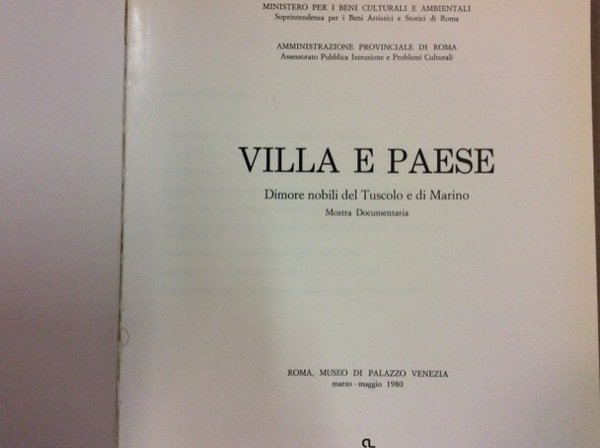 MINISTERO PER I BENI CULTURALI E AMBIENTALI
Soprintendenza per i Beni Artistici e Storici di Roma
AMMINISTRAZIONE PROVINCIALE DI ROMA
Assessorato Pubblica Istruzione e Problemi Culturali
VILLA E PAESE
Dimore nobili del Tuscolo e di Marino
Mostra Documentaria
ROMA, MUSEO DI PALAZZO VENEZIA
marzo-maggio 1980